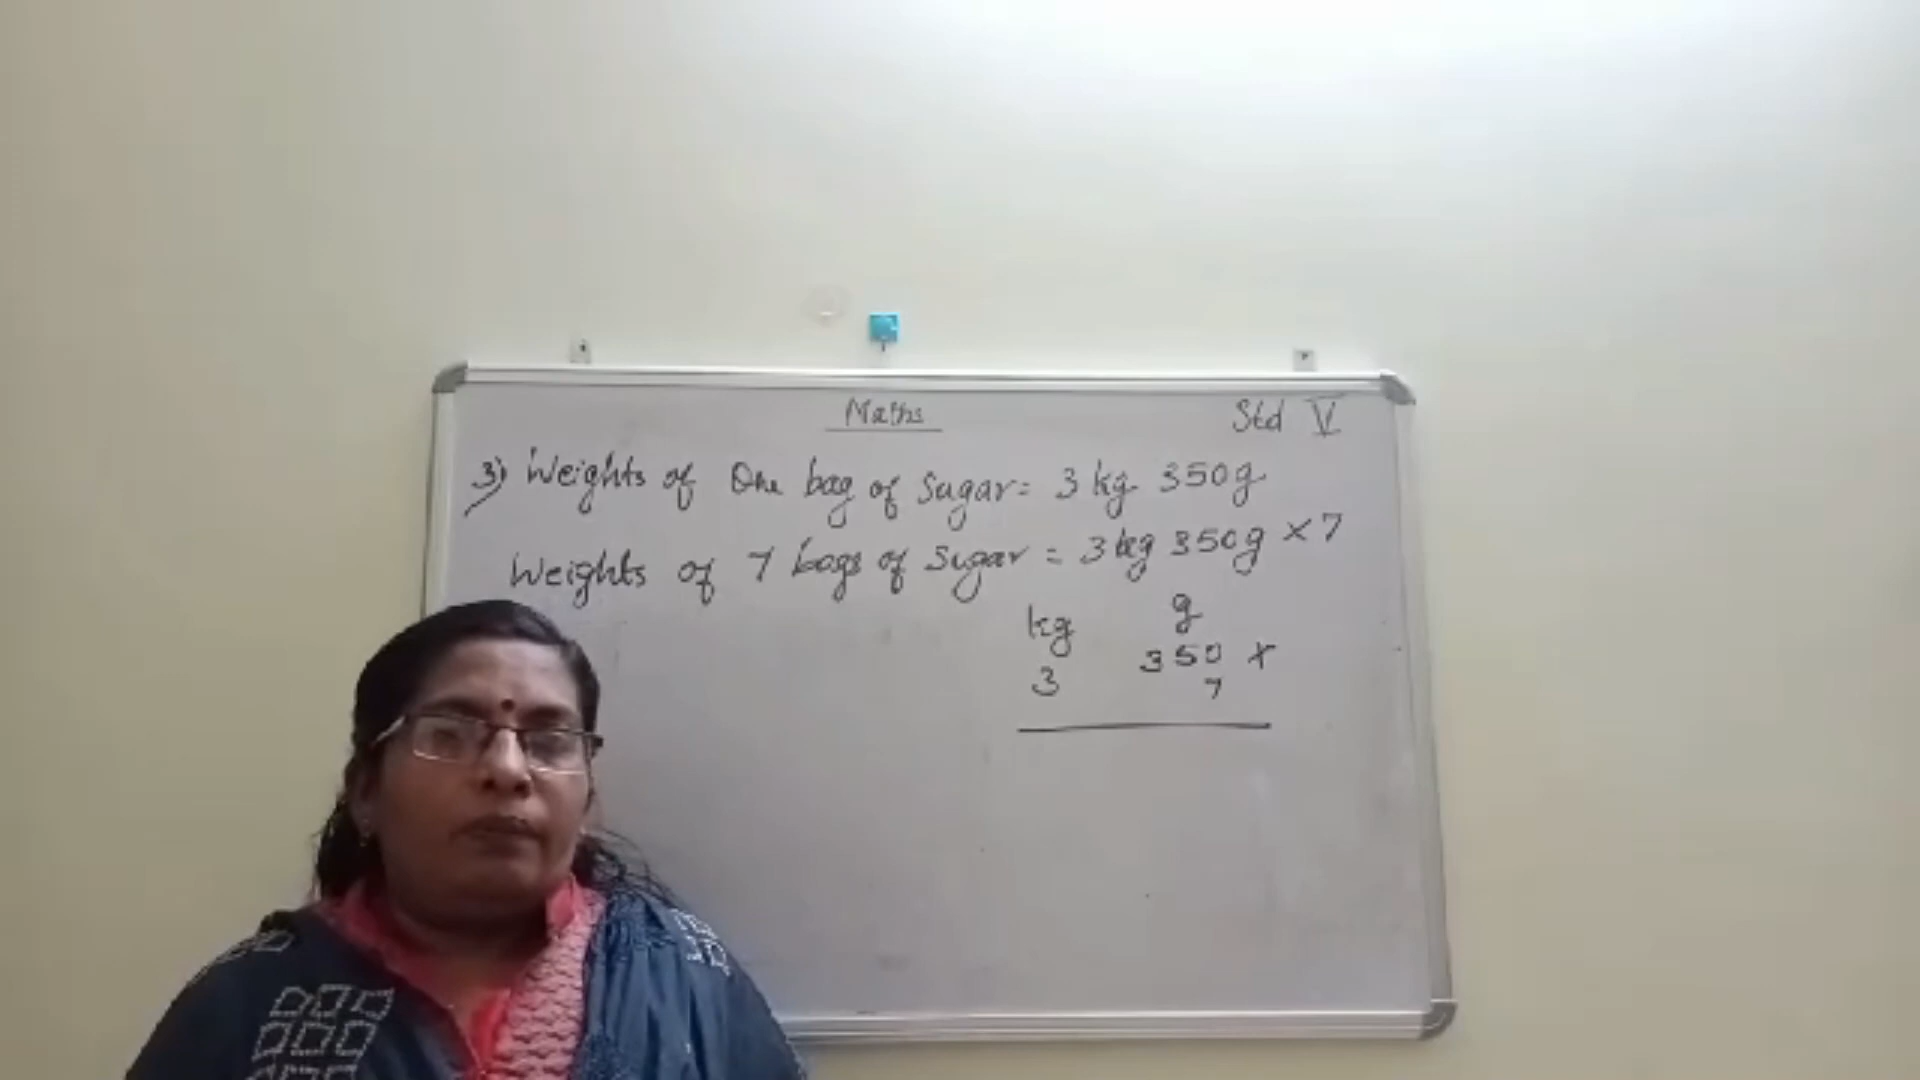 Maths
Std V
3) Weights of One bag of Sugar = 3 kg 350g
Weights of 7 bags of Sugar = 3 kg 350g × 7
kg g
3 350 ×
7